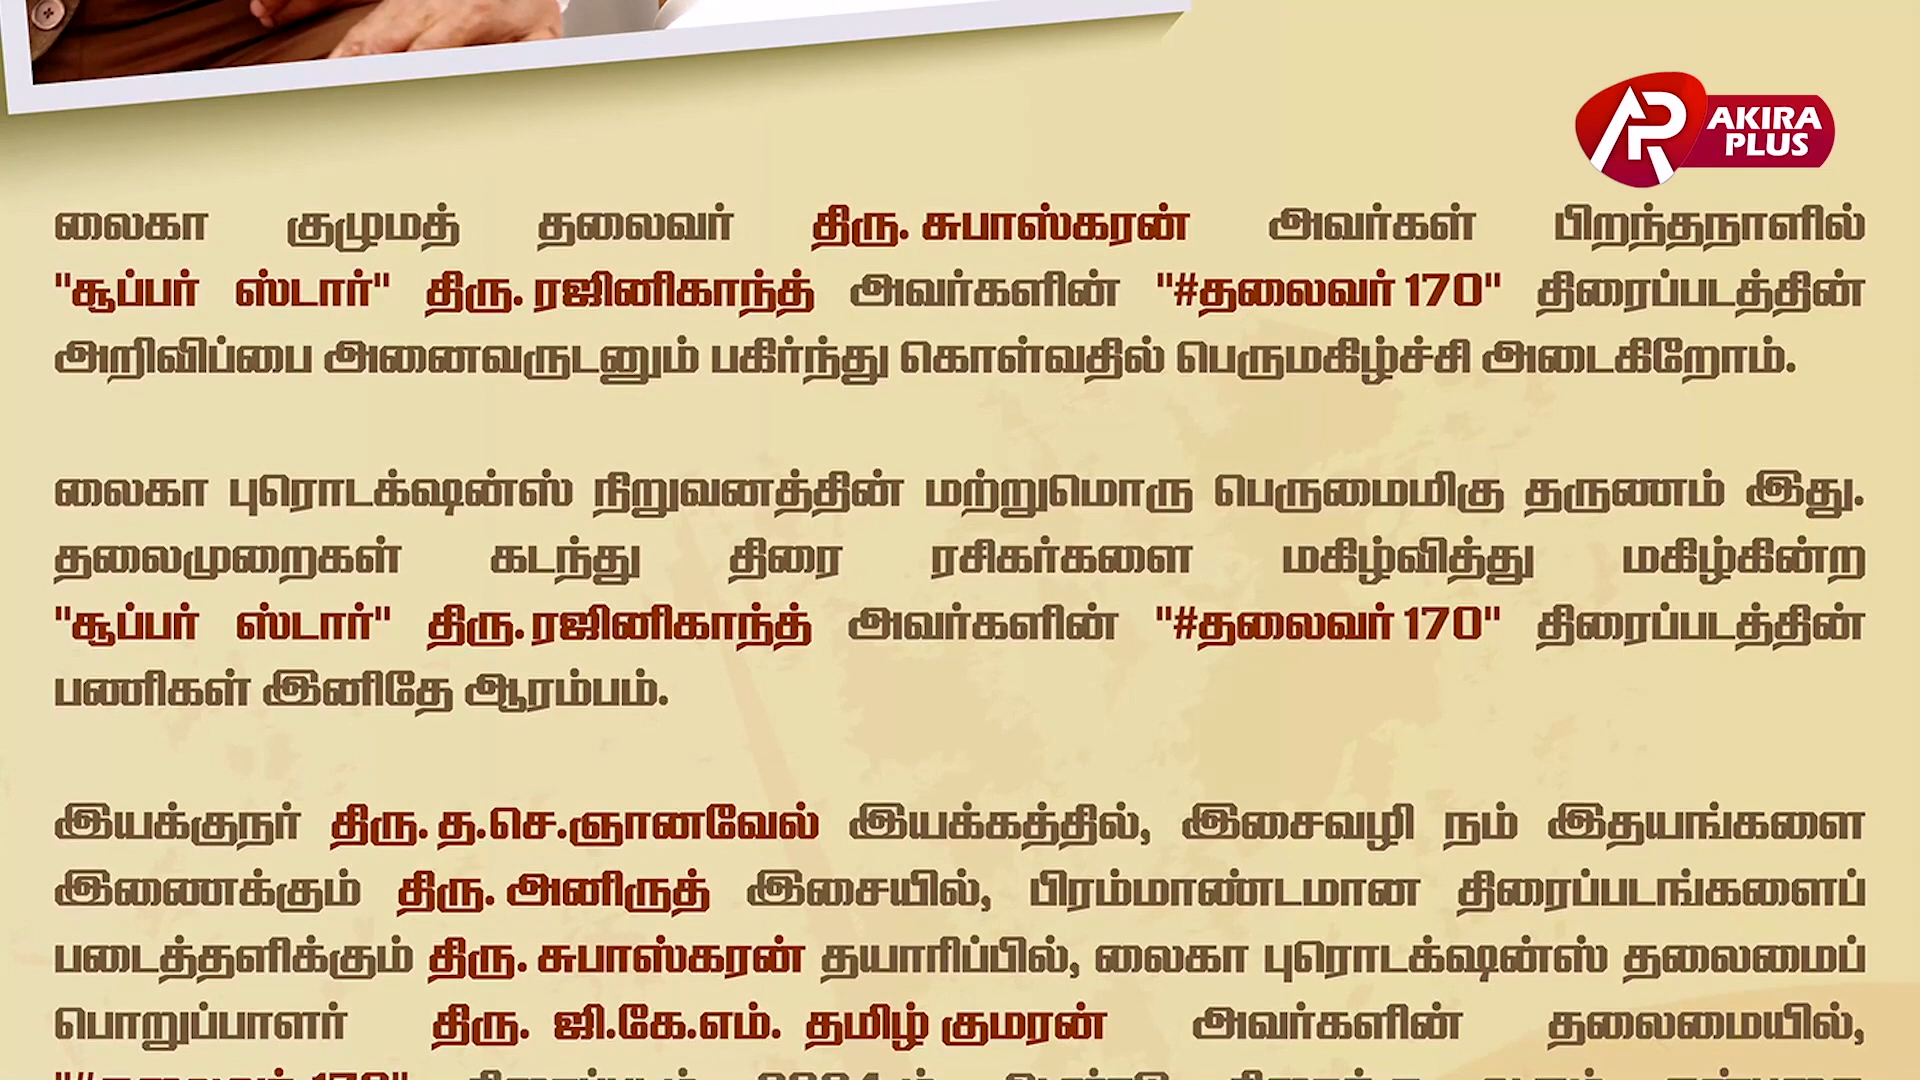 AKIRA
PLUS
லைகா குழுமத் தலைவர் திரு. சுபாஸ்கரன் அவர்கள் பிறந்தநாளில்
"சூப்பர் ஸ்டார்" திரு. ரஜினிகாந்த் அவர்களின் "#தலைவர் 170" திரைப்படத்தின்
அறிவிப்பை அனைவருடனும் பகிர்ந்து கொள்வதில் பெருமகிழ்ச்சி அடைகிறோம்.
லைகா புரொடக்ஷன்ஸ் நிறுவனத்தின் மற்றுமொரு பெருமைமிகு தருணம் இது.
தலைமுறைகள் கடந்து திரை ரசிகர்களை மகிழ்வித்து மகிழ்கின்ற
"சூப்பர் ஸ்டார்" திரு. ரஜினிகாந்த் அவர்களின் "#தலைவர் 170" திரைப்படத்தின்
பணிகள் இனிதே ஆரம்பம்.
இயக்குநர் திரு. த.செ.ஞானவேல் இயக்கத்தில், இசைவழி நம் இதயங்களை
இணைக்கும் திரு. அனிருத் இசையில், பிரம்மாண்டமான திரைப்படங்களைப்
படைத்தளிக்கும் திரு. சுபாஸ்கரன் தயாரிப்பில், லைகா புரொடக்ஷன்ஸ் தலைமைப்
பொறுப்பாளர் திரு. ஜி.கே.எம். தமிழ் குமரன் அவர்களின் தலைமையில்,